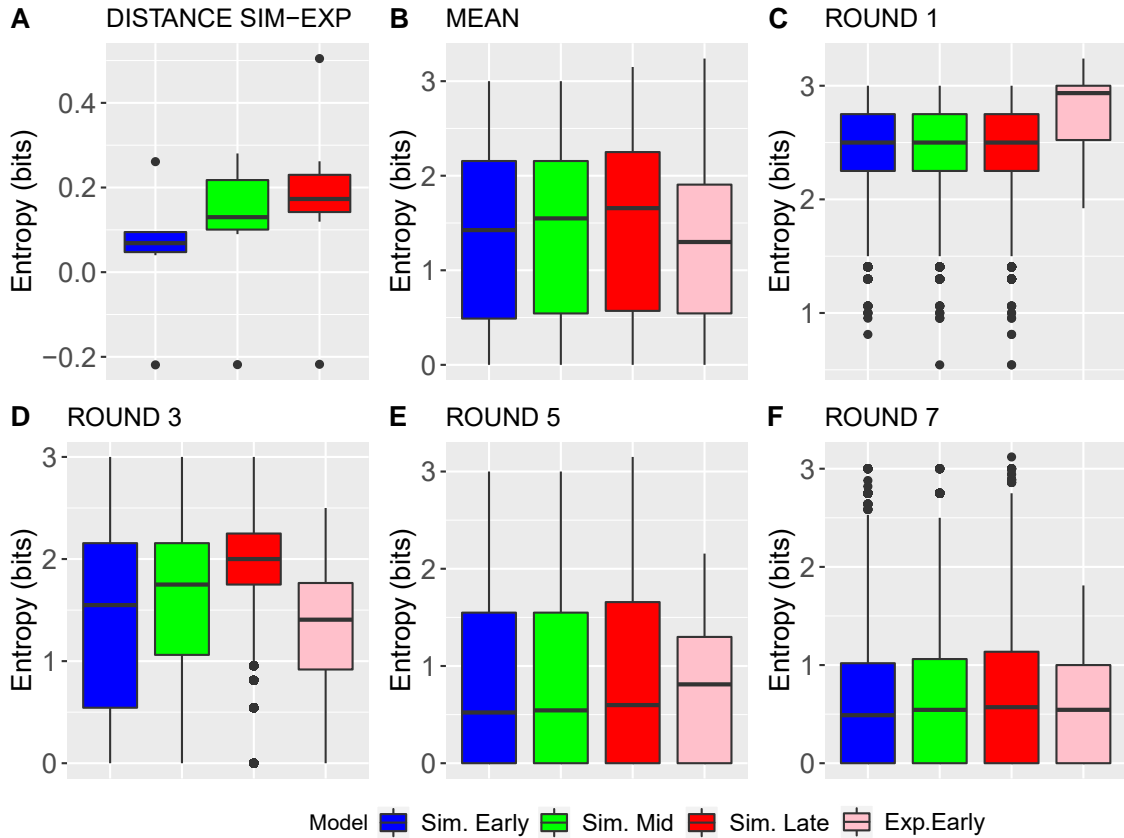 A DISTANCE SIM−EXP
Entropy (bits)
0.4
0.2
0.0
−0.2
B MEAN
Entropy (bits)
3
2
1
0
C ROUND 1
Entropy (bits)
3
2
1
D ROUND 3
Entropy (bits)
3
2
1
0
E ROUND 5
Entropy (bits)
3
2
1
0
F ROUND 7
Entropy (bits)
3
2
1
0
Model Sim. Early Sim. Mid Sim. Late Exp.Early